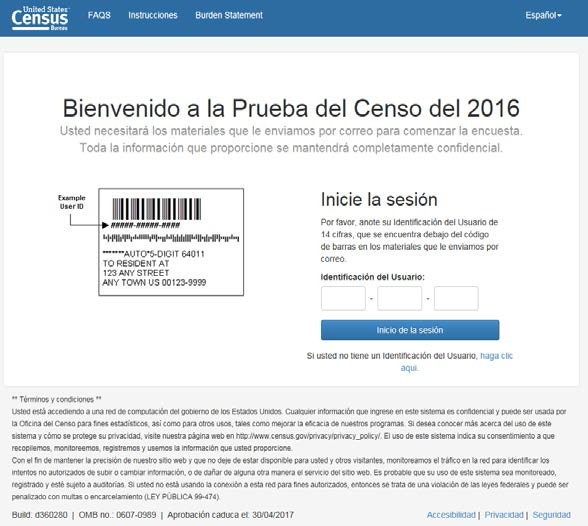 United States®
Census
Bureau
FAQS
Instrucciones
Burden Statement
Español
Bienvenido a la Prueba del Censo del 2016
Usted necesitará los materiales que le enviamos por correo para comenzar la encuesta.
Toda la información que proporcione se mantendrá completamente confidencial.
Example
User ID
#####-#####-####
*******AUTO*5-DIGIT 64011
TO RESIDENT AT
123 ANY STREET
ANY TOWN US 00123-9999
Inicie la sesión
Por favor, anote su Identificación del Usuario de
14 cifras, que se encuentra debajo del código
de barras en los materiales que le enviamos por
correo.
Identificación del Usuario:
- -
Inicio de la sesión
Si usted no tiene un Identificación del Usuario, haga clic
aquí.
** Términos y condiciones **
Usted está accediendo a una red de computación del gobierno de los Estados Unidos. Cualquier información que ingrese en este sistema es confidencial y puede ser usada por
la Oficina del Censo para fines estadísticos, así como para otros usos, tales como mejorar la eficacia de nuestros programas. Si desea conocer más acerca del uso de este
sistema y cómo se protege su privacidad, visite nuestra página web en http://www.census.gov/privacy/privacy_policy/. El uso de este sistema indica su consentimiento a que
recopilemos, monitoreemos, registremos y usemos la información que usted proporcione.
Con el fin de mantener la precisión de nuestro sitio web y que no deje de estar disponible para usted y otros visitantes, monitoreamos el tráfico en la red para identificar los
intentos no autorizados de subir o cambiar información, o de dañar de alguna otra manera el servicio del sitio web. Es probable que su uso de este sistema sea monitoreado,
registrado y esté sujeto a auditorías. Si usted no está usando la conexión a esta red para fines autorizados, entonces se trata de una violación de las leyes federales y puede ser
penalizado con multas o encarcelamiento (LEY PÚBLICA 99-474).
Build: d360280 | OMB no.: 0607-0989 | Aprobación caduca el: 30/04/2017
Accesibilidad | Privacidad | Seguridad